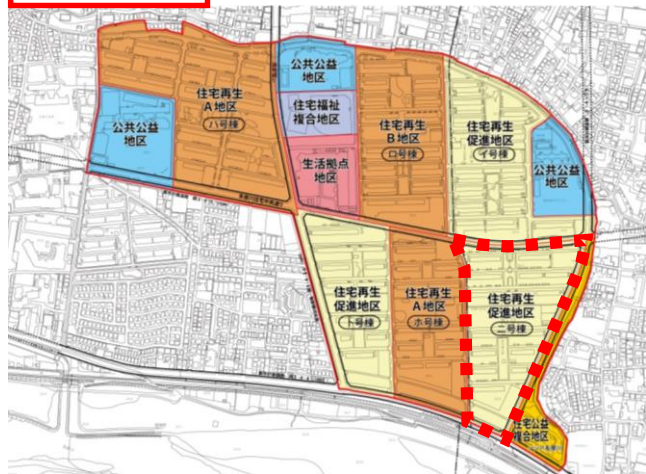 公共公益
地区
住宅再生
A地区
ハ号棟
公共公益
地区
住宅福祉
複合地区
生活拠点
地区
住宅再生
B地区
ロ号棟
住宅再生
促進地区
イ号棟
公共公益
地区
住宅再生
促進地区
ト号棟
住宅再生
A地区
ホ号棟
住宅再生
促進地区
ニ号棟
住宅公益
複合地区